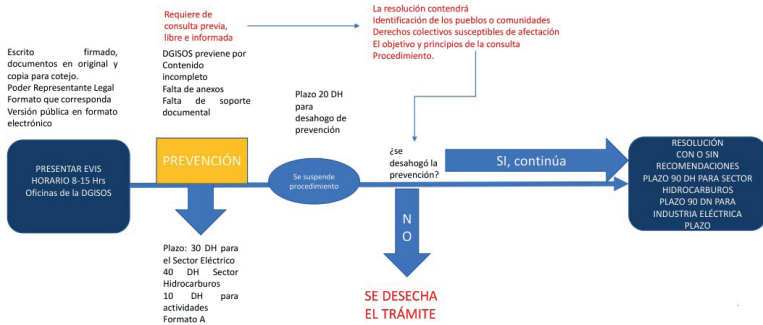 Requiere de
consulta previa,
libre e informada
La resolución contendrá
Identificación de los pueblos o comunidades
Derechos colectivos susceptibles de afectación
El objetivo y principios de la consulta
Procedimiento.
Escrito firmado,
documentos en original y
copia para cotejo.
Poder Representante Legal
Formato que corresponda
Versión pública en formato
electrónico
DGISOS previene por
Contenido
incompleto
Falta de anexos
Falta de soporte
documental
Plazo 20 DH
para
desahogo de
prevención
PRESENTAR EVIS
HORARIO 8-15 Hrs
Oficinas de la DGISOS
PREVENCIÓN
Se suspende
procedimiento
¿se
desahogó la
prevención?
SI, continúa
RESOLUCIÓN
CON O SIN
RECOMENDACIONES
PLAZO 90 DH PARA SECTOR
HIDROCARBUROS
PLAZO 90 DN PARA
INDUSTRIA ELÉCTRICA
PLAZO
N
O
Plazo: 30 DH para
el Sector Eléctrico
40 DH Sector
Hidrocarburos
10 DH para
actividades
Formato A
SE DESECHA
EL TRÁMITE